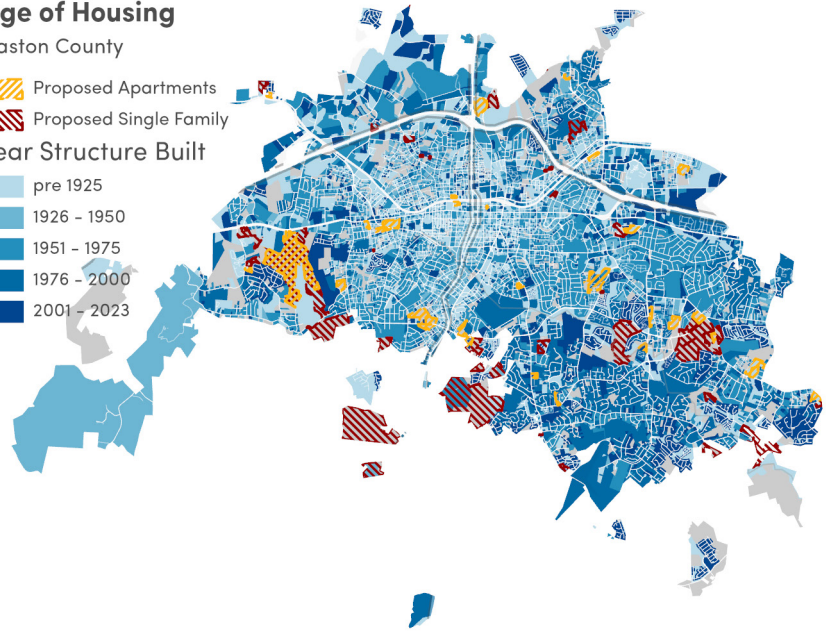 ge of Housing
aston County
Proposed Apartments
Proposed Single Family
ear Structure Built
pre 1925
1926 - 1950
1951 - 1975
1976 - 2000
2001 - 2023